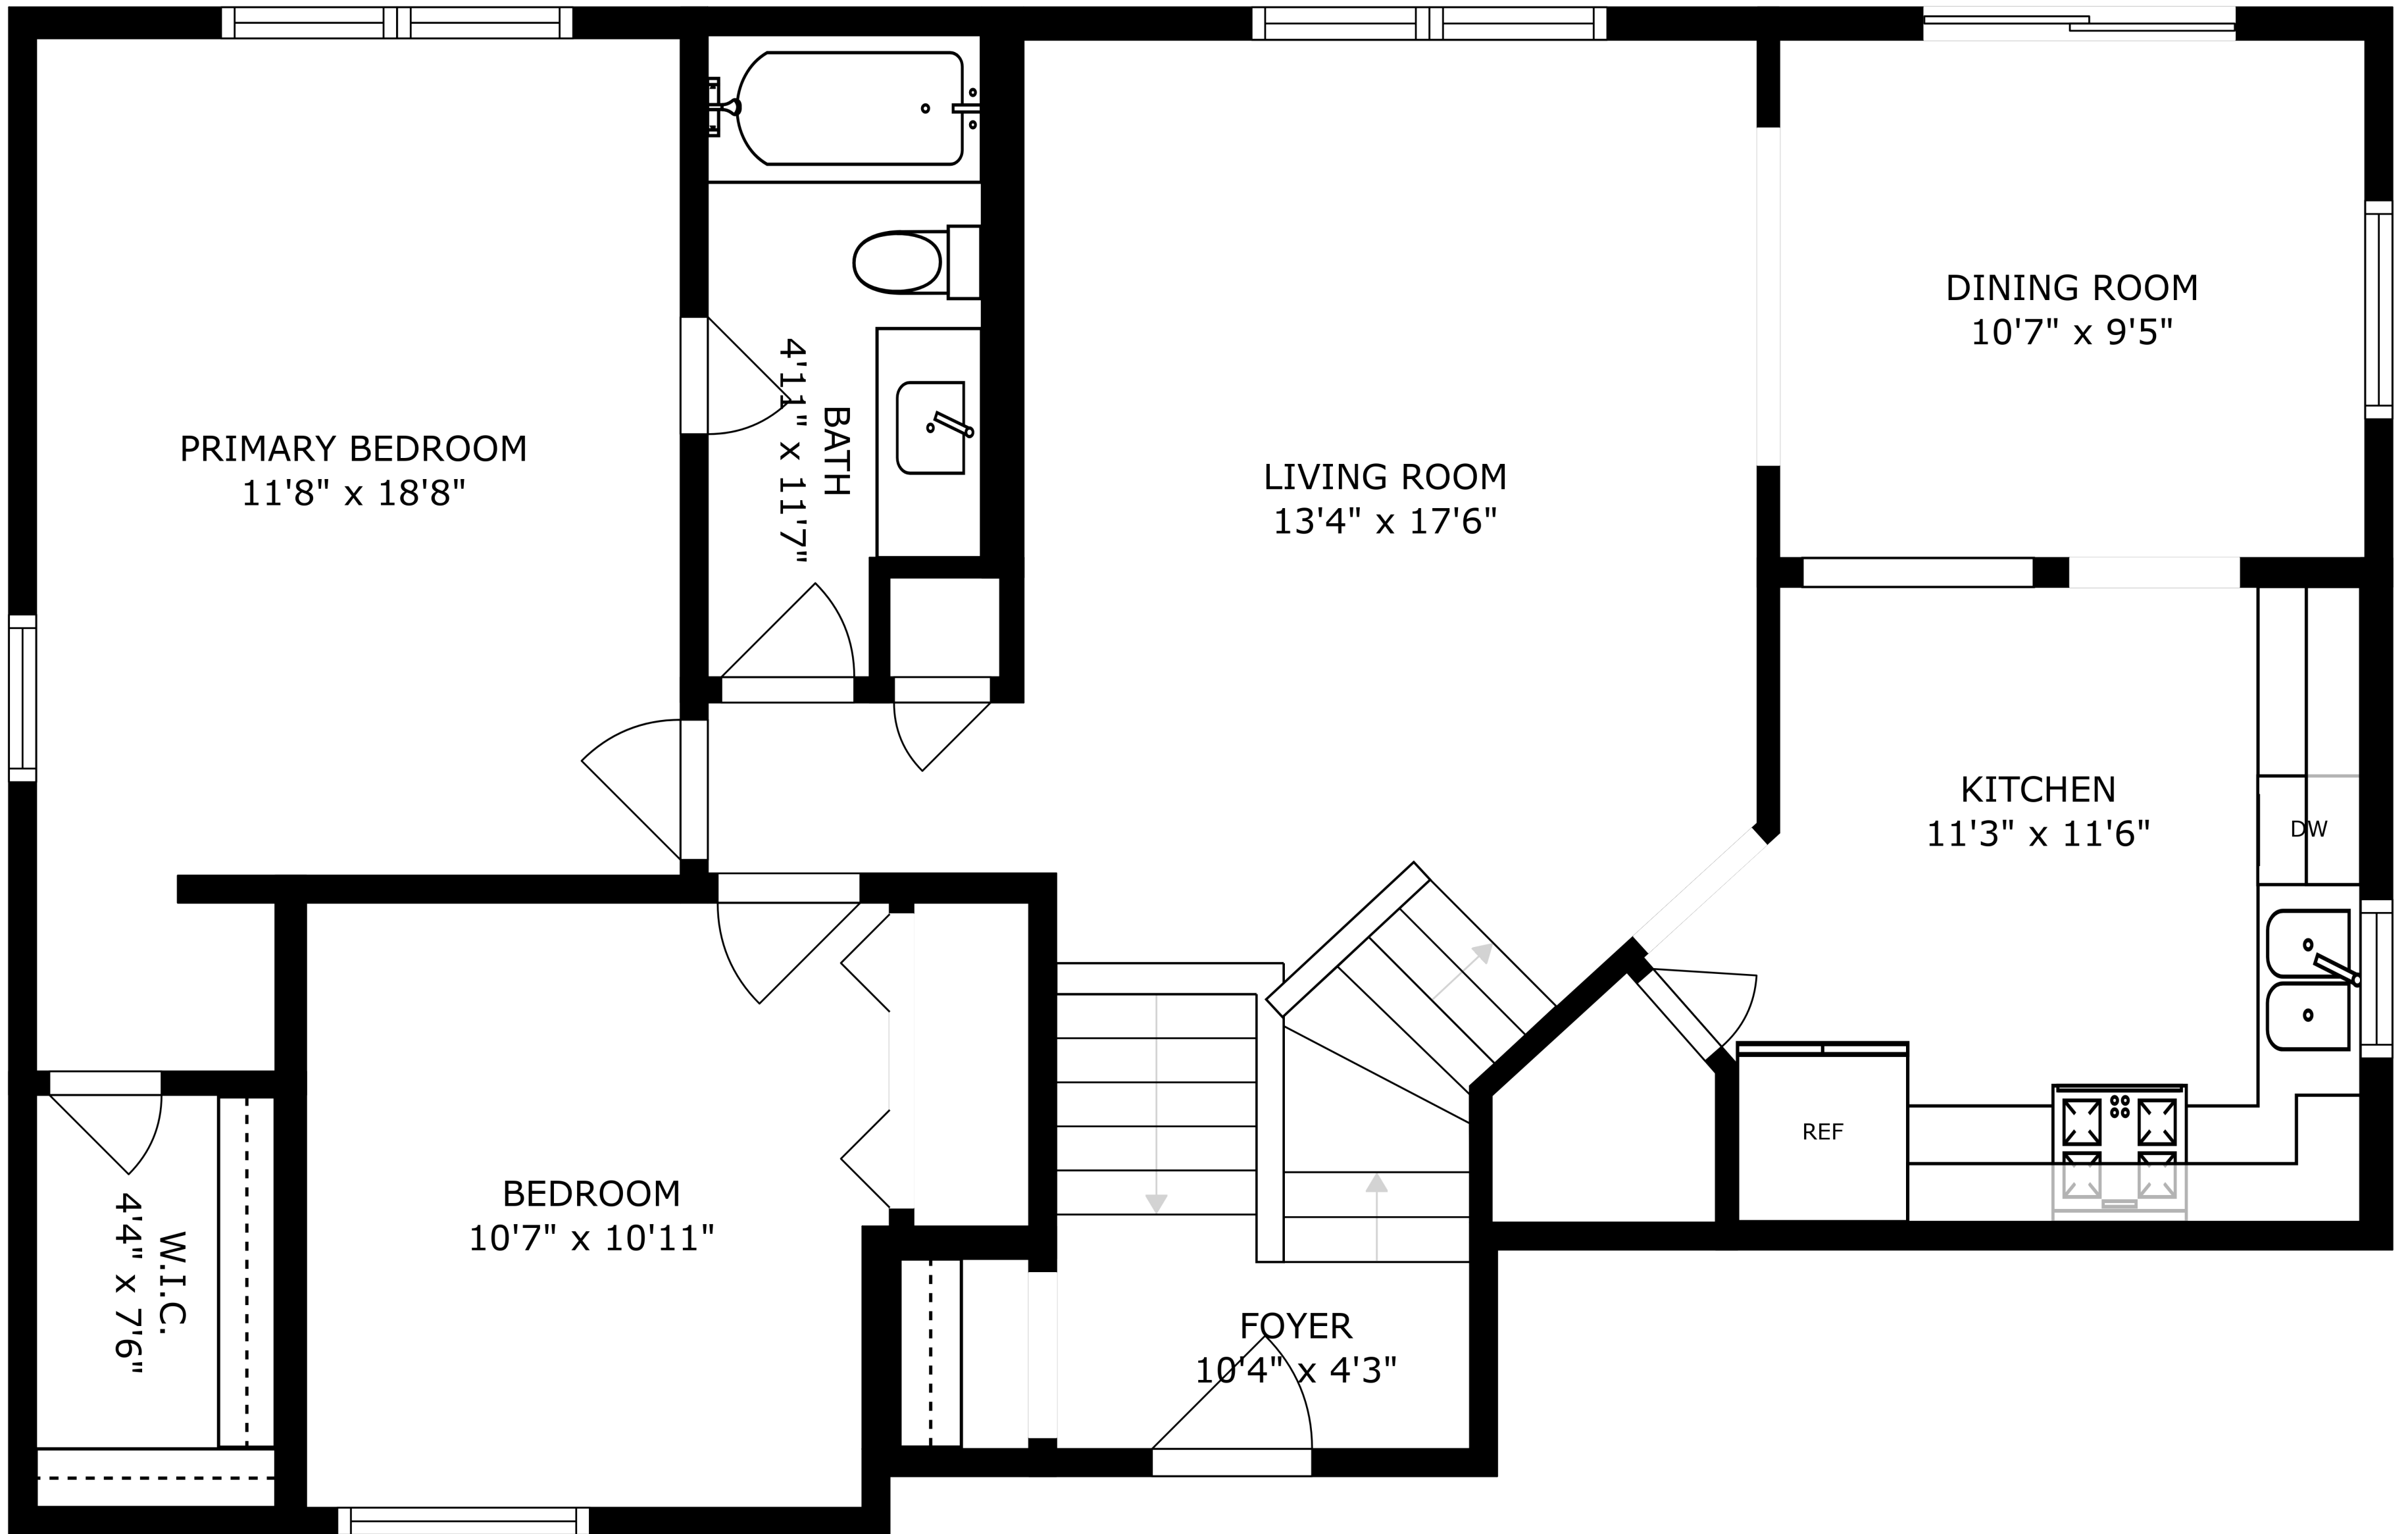 DINING ROOM
10'7" x 9'5"
PRIMARY BEDROOM
11'8" x 18'8"
BATH
4'11" x 11'7"
LIVING ROOM
13'4" x 17'6"
KITCHEN
11'3" x 11'6"
DW
REF
BEDROOM
10'7" x 10'11"
W.I.C.
4'4" x 7'6"
FOYER
10'4" x 4'3"